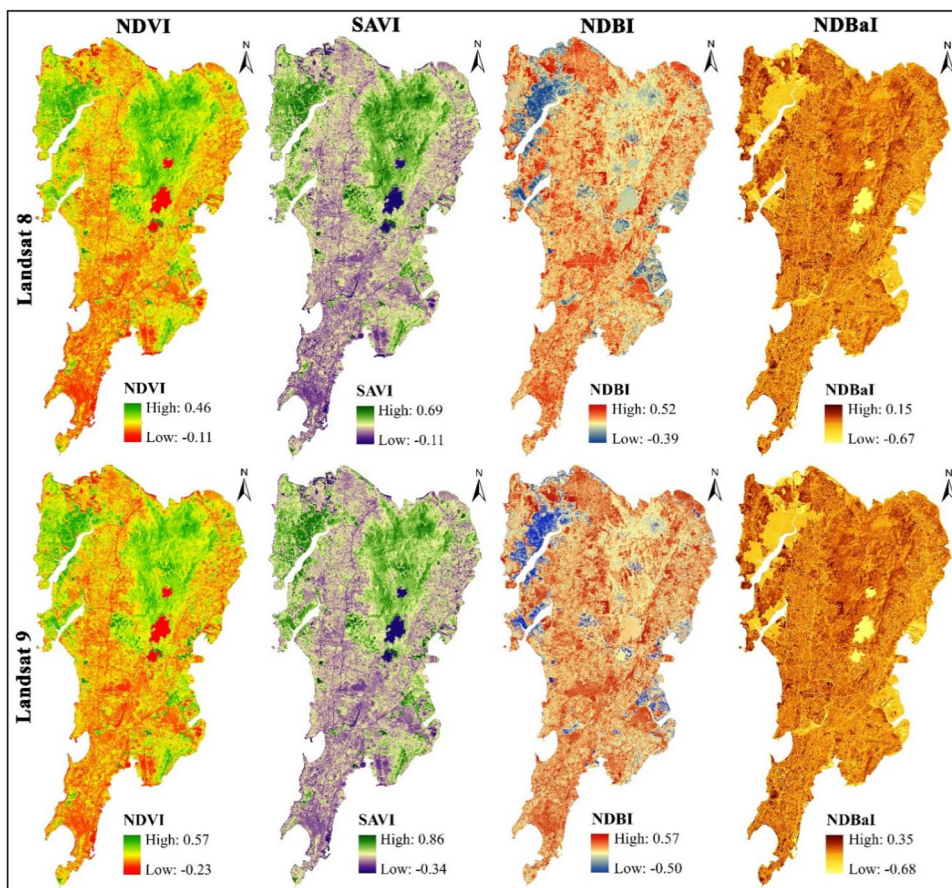 NDVI SAVI NDBI NDBaI
N N N N
Landsat 8
NDVI
High: 0.46
Low: -0.11
SAVI
High: 0.69
Low: -0.11
NDBI
High: 0.52
Low: -0.39
NDBaI
High: 0.15
Low: -0.67
N N N N
Landsat 9
NDVI
High: 0.57
Low: -0.23
SAVI
High: 0.86
Low: -0.34
NDBI
High: 0.57
Low: -0.50
NDBaI
High: 0.35
Low: -0.68